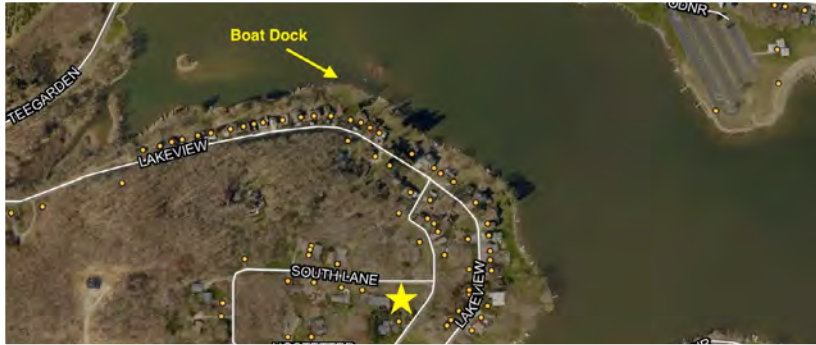 ODNR
Boat Dock
TEEGARDEN
LAKEVIEW
SOUTH LANE
LAKEVIEW